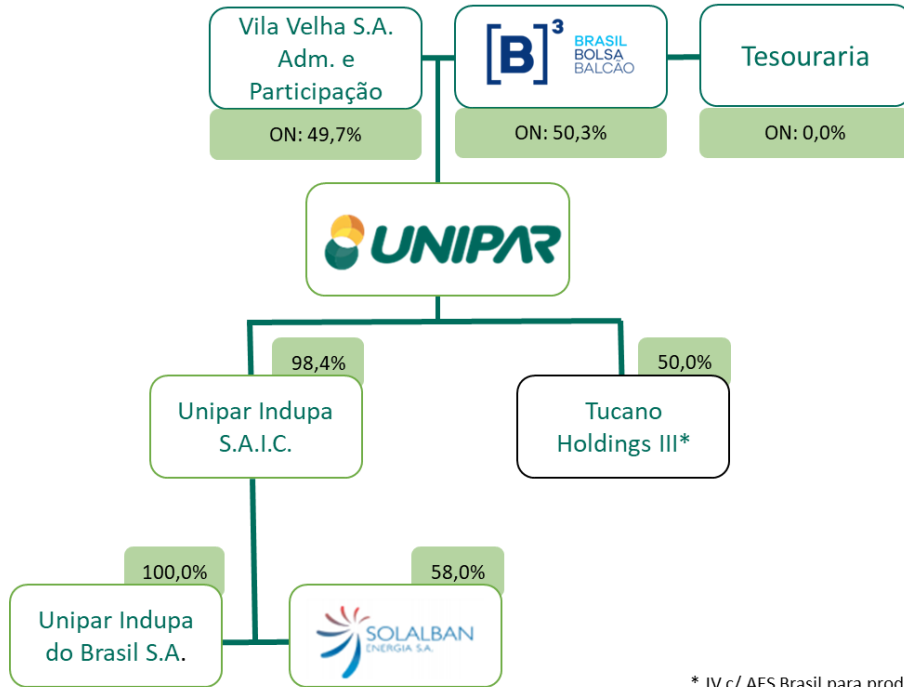 Vila Velha S.A.
Adm. e
Participação
[B]³
BRASIL
BOLSA
BALCÃO
Tesouraria
ON: 49,7%
ON: 50,3%
ON: 0,0%
UNIPAR
98,4%
50,0%
Unipar Indupa
S.A.I.C.
Tucano
Holdings III*
100,0%
58,0%
Unipar Indupa
do Brasil S.A.
SOLALBAN
ENERGIA S.A.
* JV c/ AES Brasil para prod